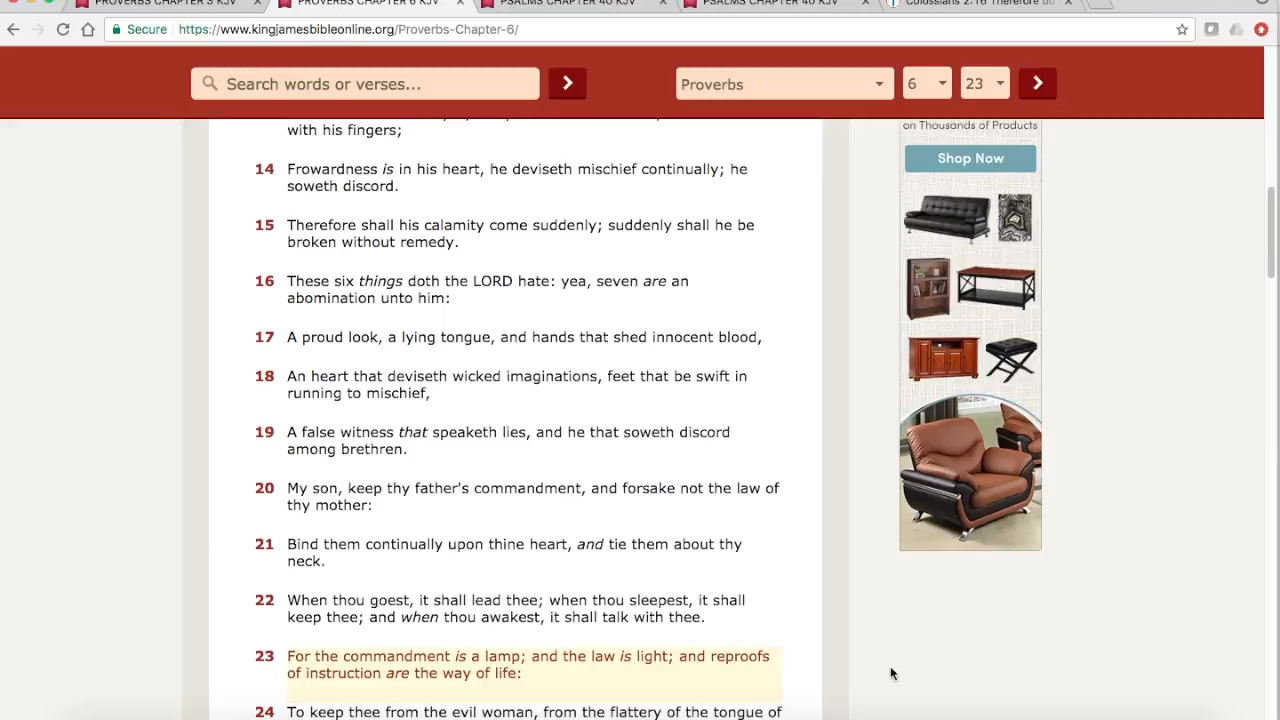 PROVERBS CHAPTER 3 KJV
PROVERBS CHAPTER 6 KJV
PSALMS CHAPTER 40 KJV
PSALMS CHAPTER 40 KJV
Colossians 2:16 Therefore do
Secure
https://www.kingjamesbibleonline.org/Proverbs-Chapter-6/
Search words or verses...
Proverbs
6
23
with his fingers;
14 Frowardness is in his heart, he deviseth mischief continually; he
soweth discord.
15 Therefore shall his calamity come suddenly; suddenly shall he be
broken without remedy.
16 These six things doth the LORD hate: yea, seven are an
abomination unto him:
17 A proud look, a lying tongue, and hands that shed innocent blood,
18 An heart that deviseth wicked imaginations, feet that be swift in
running to mischief,
19 A false witness that speaketh lies, and he that soweth discord
among brethren.
20 My son, keep thy father's commandment, and forsake not the law of
thy mother:
21 Bind them continually upon thine heart, and tie them about thy
neck.
22 When thou goest, it shall lead thee; when thou sleepest, it shall
keep thee; and when thou awakest, it shall talk with thee.
23 For the commandment is a lamp; and the law is light; and reproofs
of instruction are the way of life:
24 To keep thee from the evil woman, from the flattery of the tongue of
on Thousands of Products
Shop Now